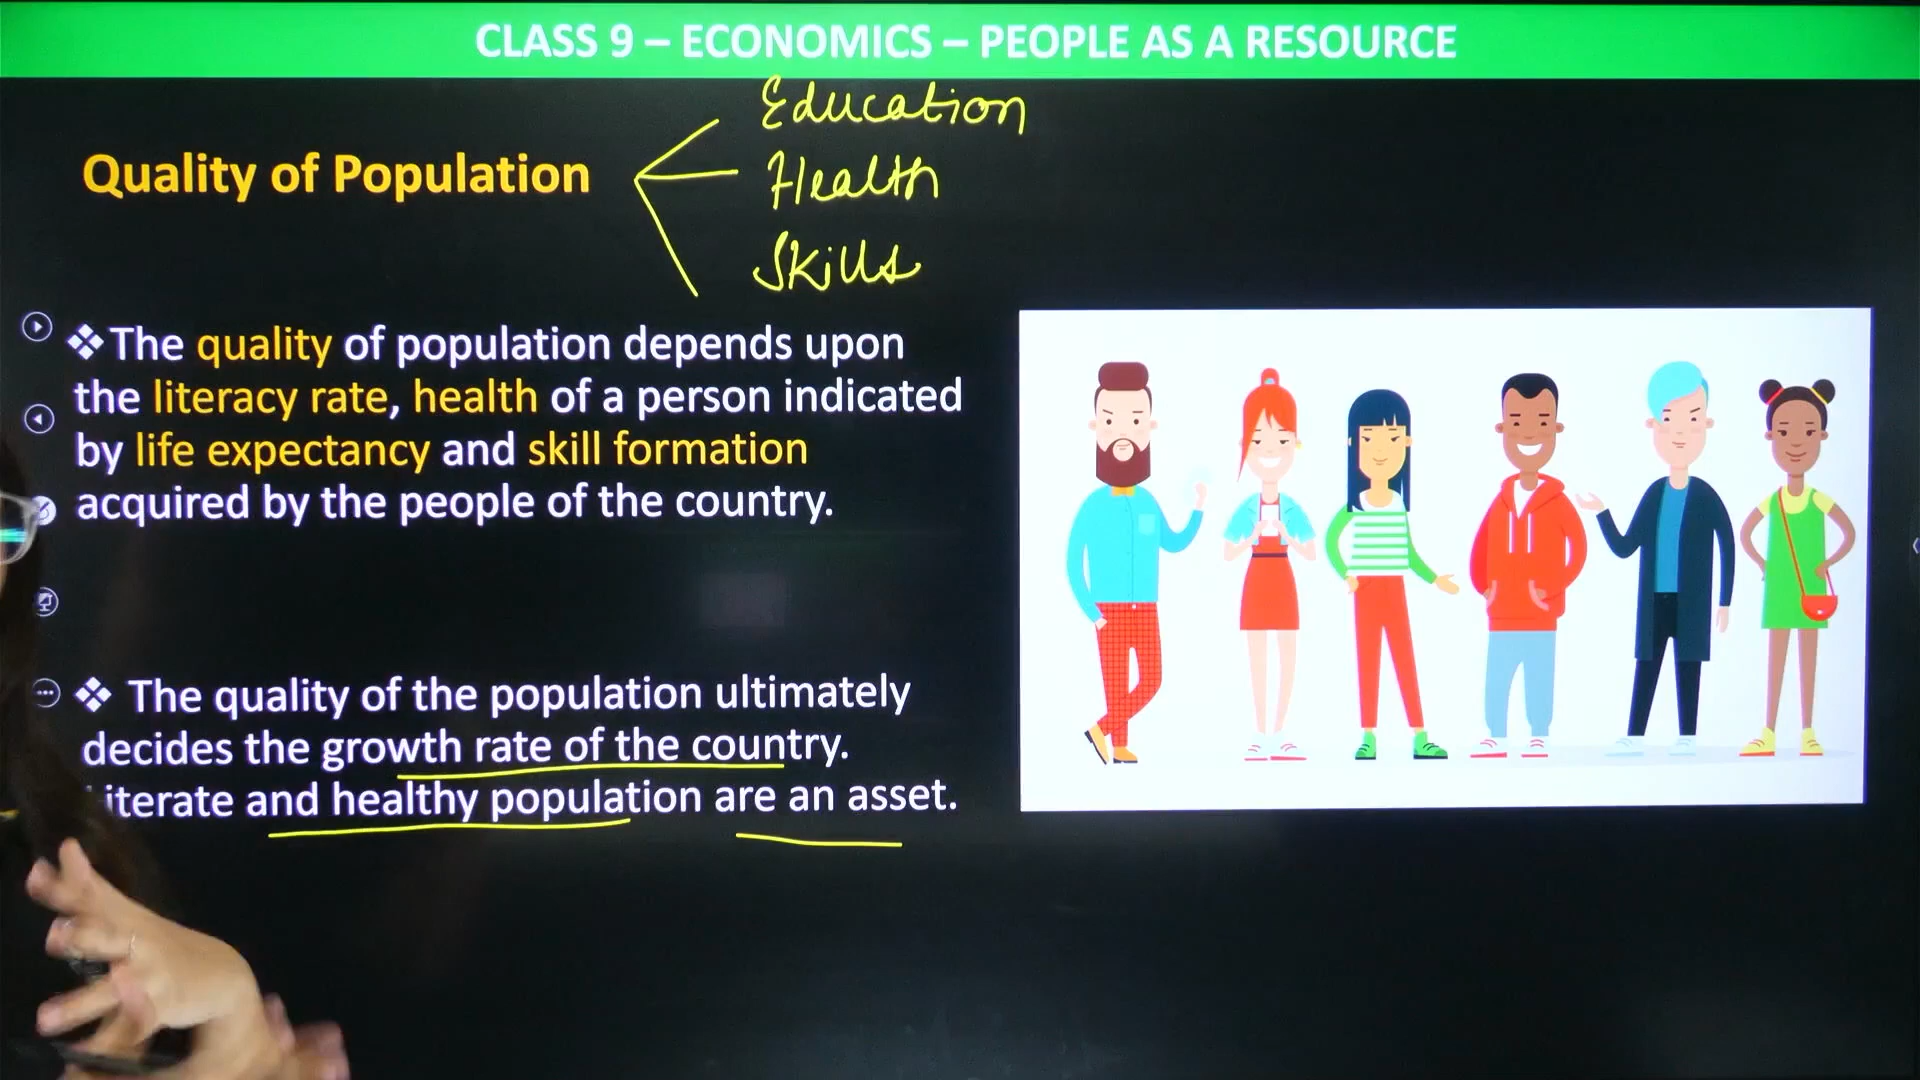 CLASS 9 – ECONOMICS – PEOPLE AS A RESOURCE
Quality of Population
Education
Health
Skills
❖The quality of population depends upon
the literacy rate, health of a person indicated
by life expectancy and skill formation
acquired by the people of the country.
❖ The quality of the population ultimately
decides the growth rate of the country.
iterate and healthy population are an asset.